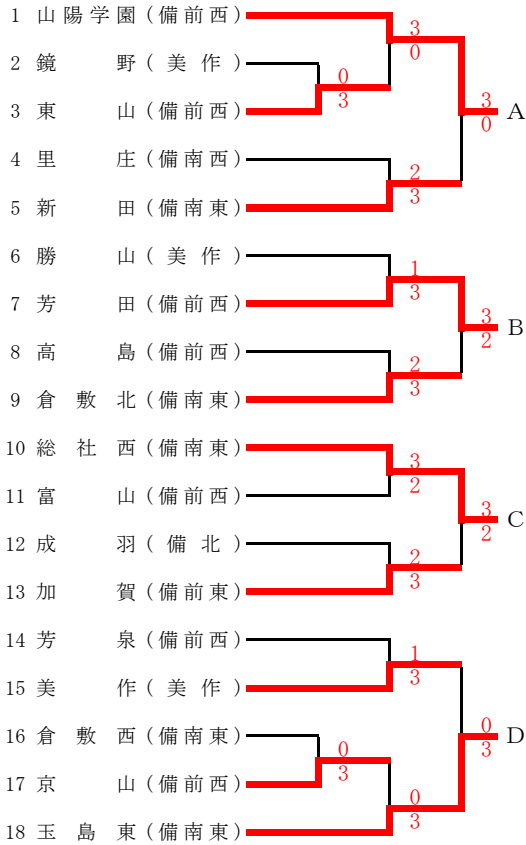 1 山陽学園(備前西)
2 鏡野(美作)
3 東山(備前西)
4 里庄(備南西)
5 新田(備南東)
6 勝山(美作)
7 芳田(備前西)
8 高島(備前西)
9 倉敷北(備南東)
10 総社西(備南東)
11 富山(備前西)
12 成羽(備北)
13 加賀(備前東)
14 芳泉(備前西)
15 美作(美作)
16 倉敷西(備南東)
17 京山(備前西)
18 玉島東(備南東)
0
3
3
0
2
3
3
0
A
1
3
2
3
3
2
B
3
2
2
3
3
2
C
1
3
0
3
0
3
0
3
D